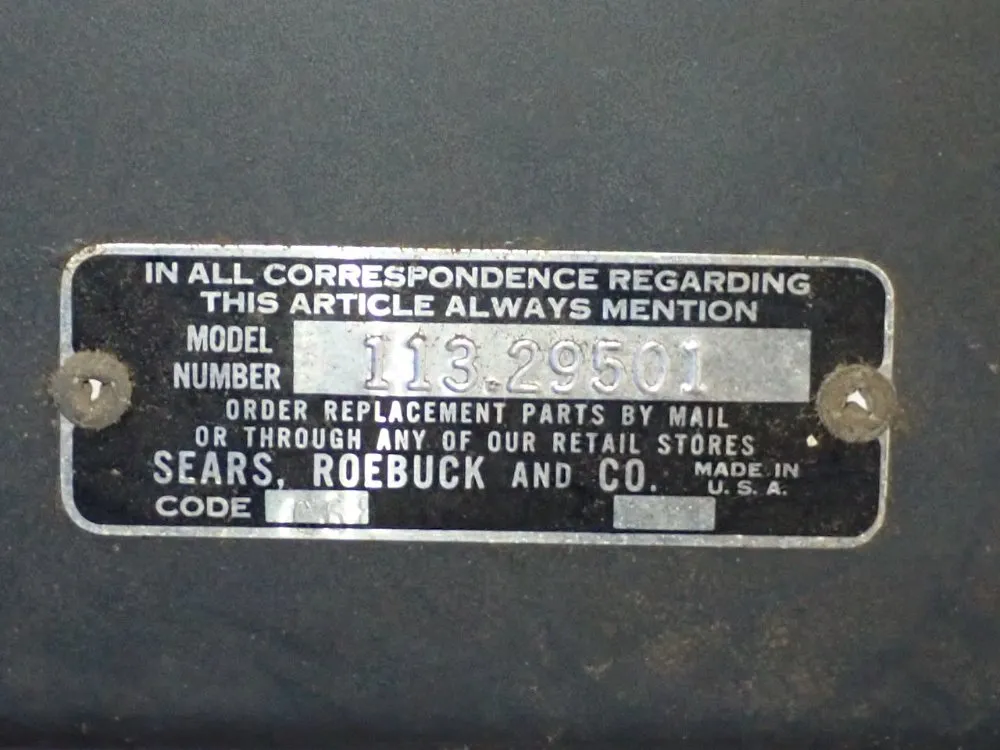 IN ALL CORRESPONDENCE REGARDING
THIS ARTICLE ALWAYS MENTION
MODEL
NUMBER 113.29501
ORDER REPLACEMENT PARTS BY MAIL
OR THROUGH ANY OF OUR RETAIL STORES
SEARS, ROEBUCK AND CO. MADE IN
U. S. A.
CODE